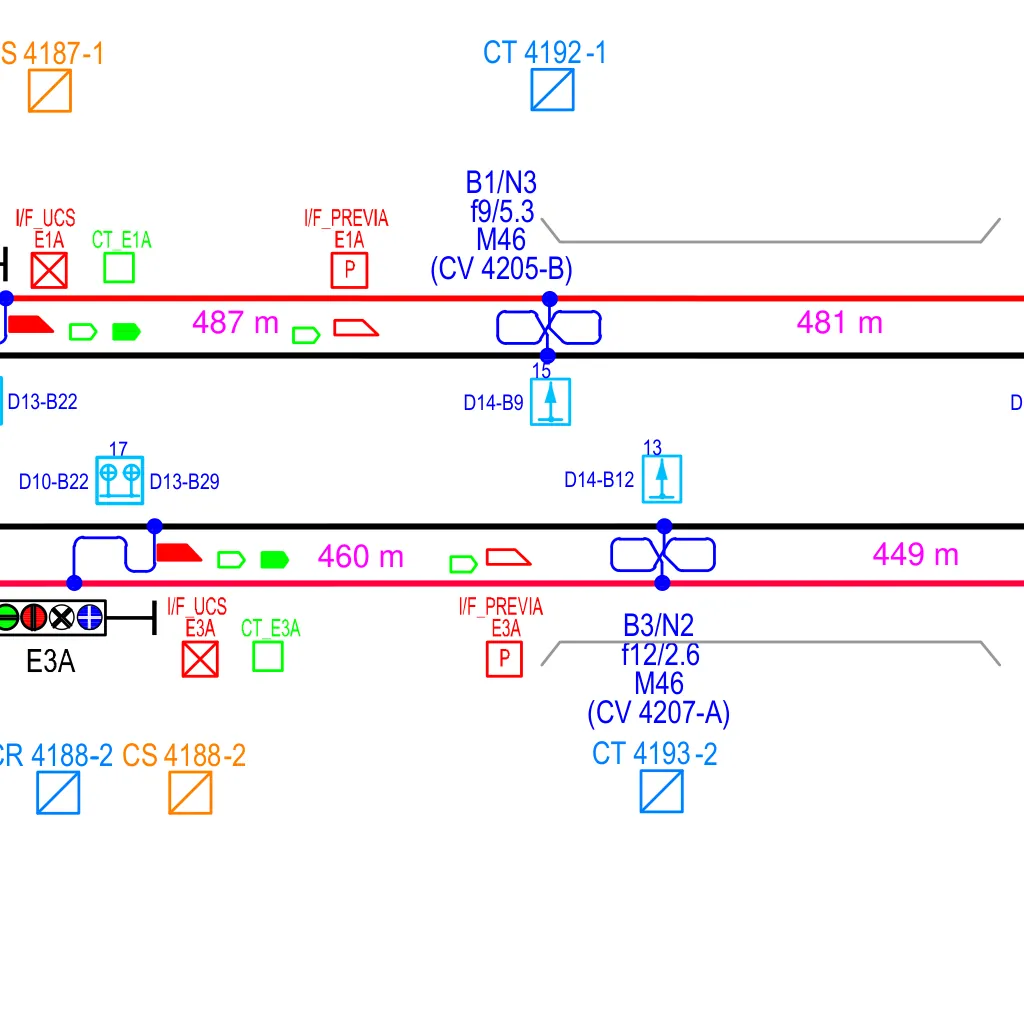 S 4187-1
CT 4192-1
B1/N3
f9/5.3
M46
(CV 4205-B)
I/F_UCS
E1A
CT_E1A
I/F_PREVIA
E1A
P
487 m
481 m
15
D13-B22
D14-B9
D
17
D10-B22
D13-B29
13
D14-B12
460 m
449 m
I/F_UCS
E3A
CT_E3A
I/F_PREVIA
E3A
P
E3A
B3/N2
f12/2.6
M46
(CV 4207-A)
CR 4188-2
CS 4188-2
CT 4193-2